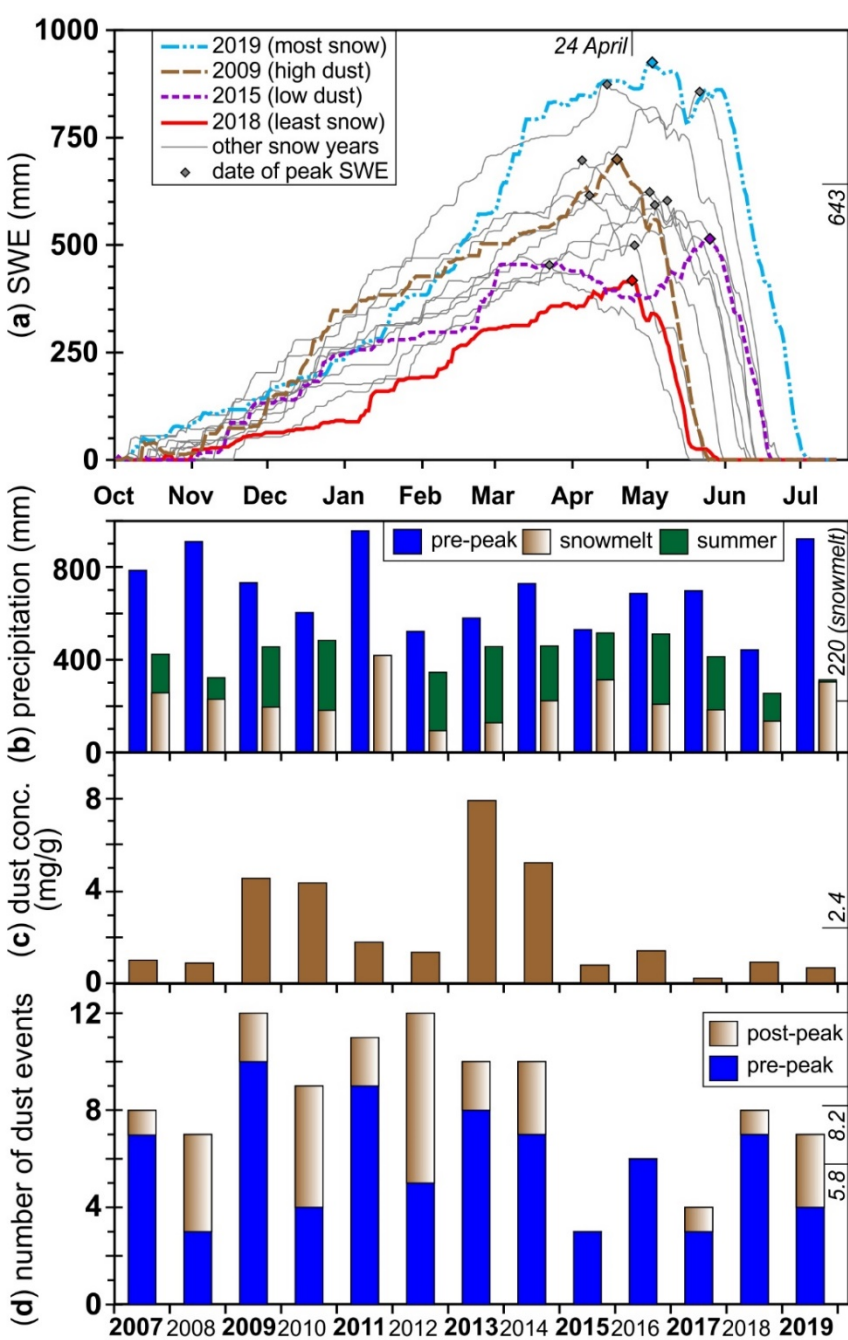 1000
750
500
250
0
(a) SWE (mm)
2019 (most snow)
2009 (high dust)
2015 (low dust)
2018 (least snow)
other snow years
date of peak SWE
24 April
643
Oct Nov Dec Jan Feb Mar Apr May Jun Jul
(b) precipitation (mm)
800
400
0
pre-peak snowmelt summer
220 (snowmelt)
(c) dust conc.
(mg/g)
8
4
0
2.4
(d) number of dust events
12
8
4
0
post-peak
pre-peak
8.2
5.8
2007 2008 2009 2010 2011 2012 2013 2014 2015 2016 2017 2018 2019